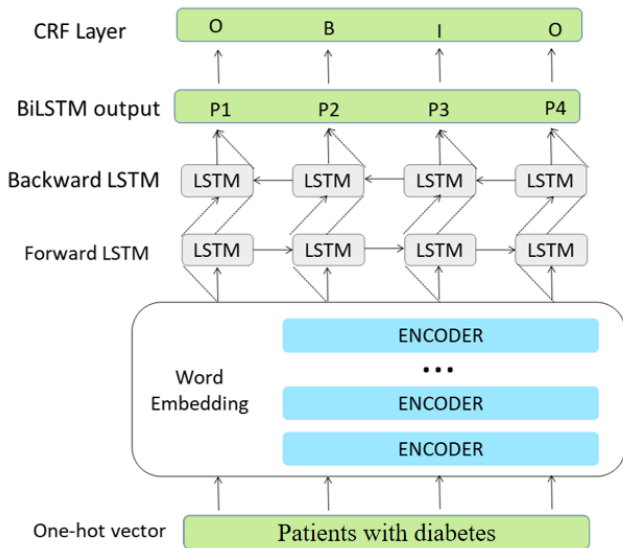 CRF Layer O B I O
BiLSTM output P1 P2 P3 P4
Backward LSTM LSTM LSTM LSTM LSTM
Forward LSTM LSTM LSTM LSTM LSTM
ENCODER
...
Word
Embedding
ENCODER
ENCODER
One-hot vector Patients with diabetes